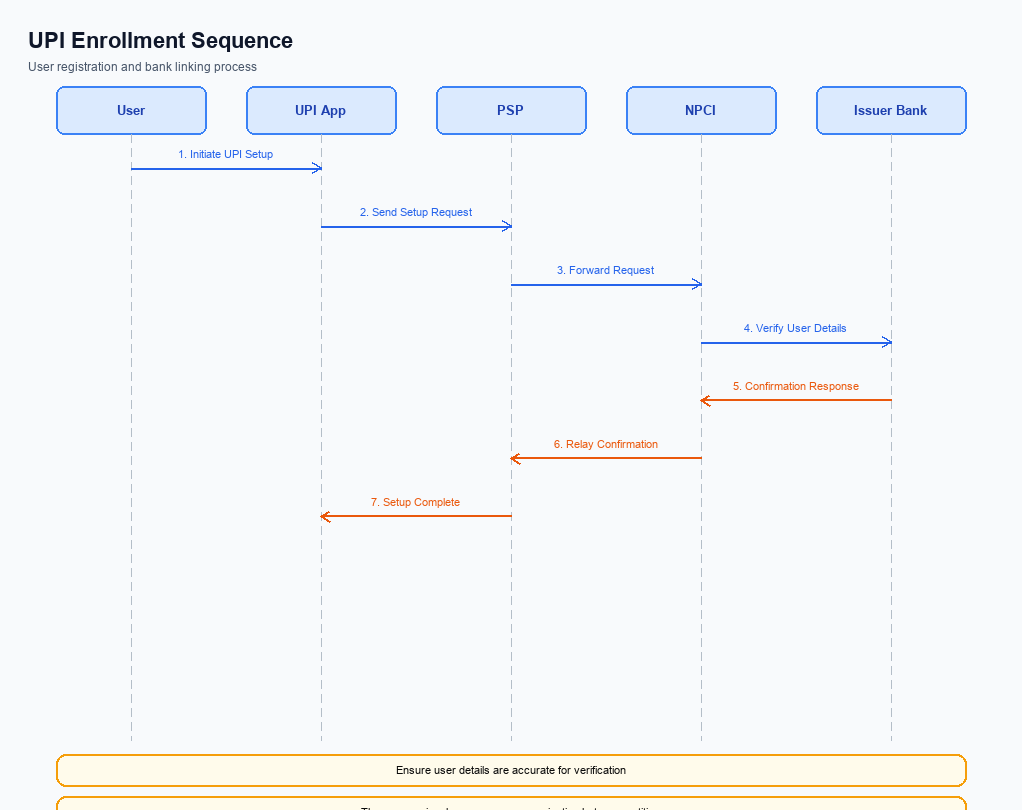 UPI Enrollment Sequence
User registration and bank linking process
User
UPI App
PSP
NPCI
Issuer Bank
1. Initiate UPI Setup
2. Send Setup Request
3. Forward Request
4. Verify User Details
5. Confirmation Response
6. Relay Confirmation
7. Setup Complete
Ensure user details are accurate for verification